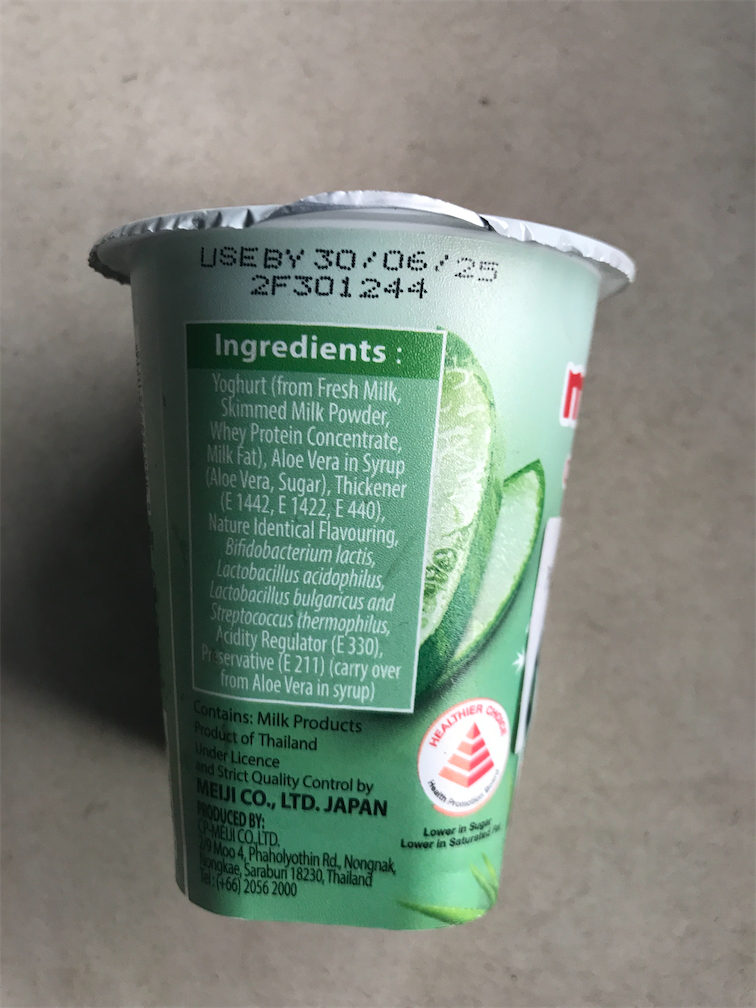 USEBY 30/06/25
2F301244
Ingredients :
Yoghurt (from Fresh Milk,
Skimmed Milk Powder,
Whey Protein Concentrate,
Milk Fat), Aloe Vera in Syrup
(Aloe Vera, Sugar), Thickener
(E 1442, E 1422, E 440),
Nature Identical Flavouring,
Bifidobacterium lactis,
Lactobacillus acidophilus,
Lactobacillus bulgaricus and
Streptococcus thermophilus,
Acidity Regulator (E 330),
Preservative (E 211) (carry over
from Aloe Vera in syrup)
Contains: Milk Products
Product of Thailand
Under Licence
and Strict Quality Control by
MEIJI CO., LTD. JAPAN
PRODUCED BY:
CP-MEIJI CO.,LTD.
Moo 4, Phaholyothin Rd., Nongnak,
Nongkae, Saraburi 18230, Thailand
Tel : (+66) 2056 2000
HEALTHIER CHOICE
Health Promotion Board
Lower in Sugar
Lower in Saturated Fat